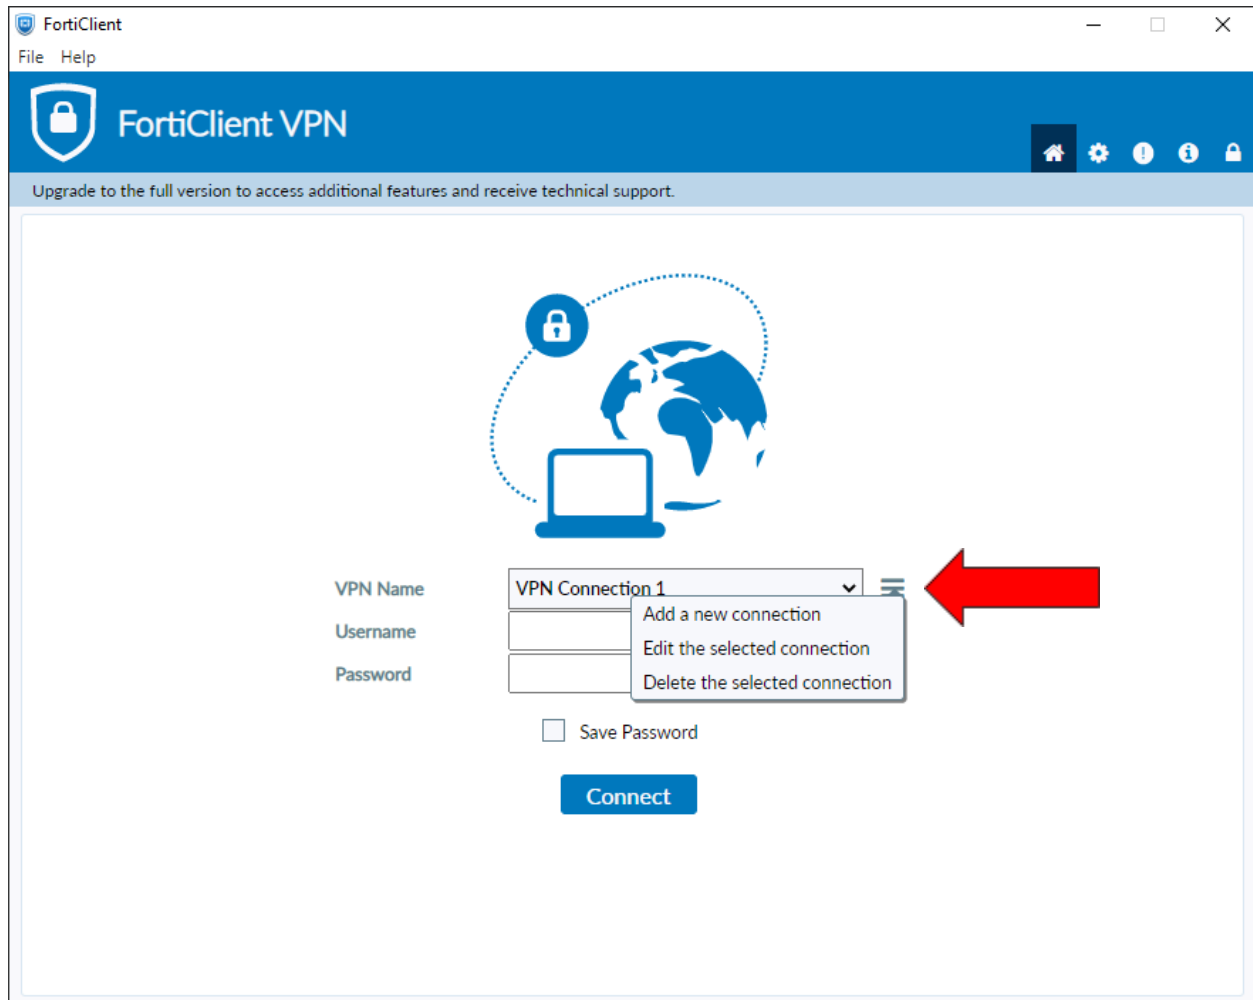 FortiClient
File Help
FortiClient VPN
Upgrade to the full version to access additional features and receive technical support.
VPN Name
VPN Connection 1
Add a new connection
Username
Edit the selected connection
Password
Delete the selected connection
Save Password
Connect